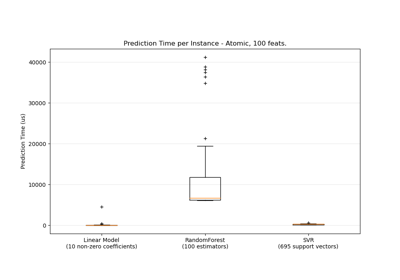 Prediction Time per Instance - Atomic, 100 feats.
Prediction Time (us)
40000
30000
20000
10000
0
Linear Model
(10 non-zero coefficients)
RandomForest
(100 estimators)
SVR
(695 support vectors)